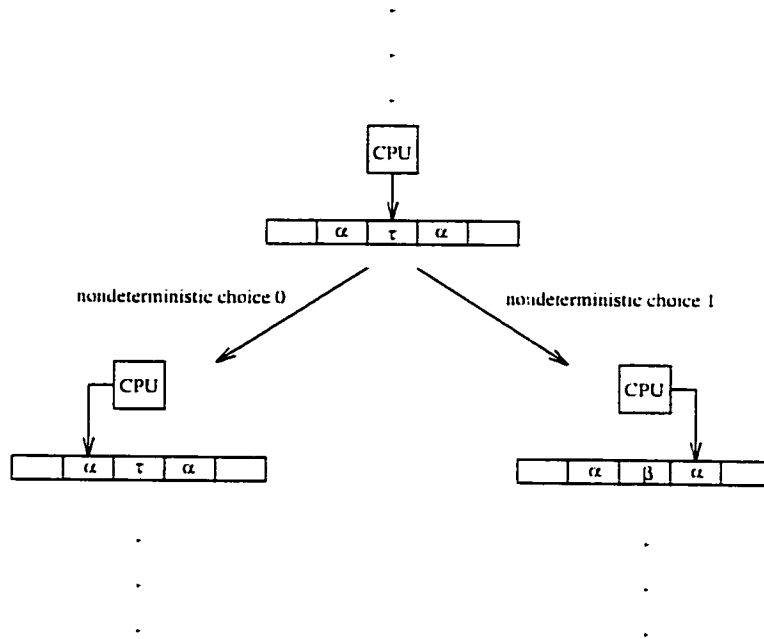 CPU
α τ α
nondeterministic choice 0
nondeterministic choice 1
CPU
CPU
α τ α
α β α